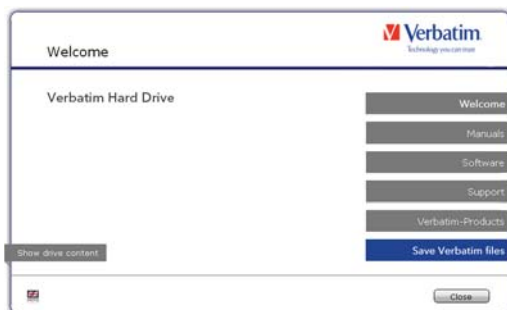 Verbatim
Technology you can trust
Welcome
Verbatim Hard Drive
Welcome
Manuals
Software
Support
Verbatim-Products
Save Verbatim files
Show drive content
Close